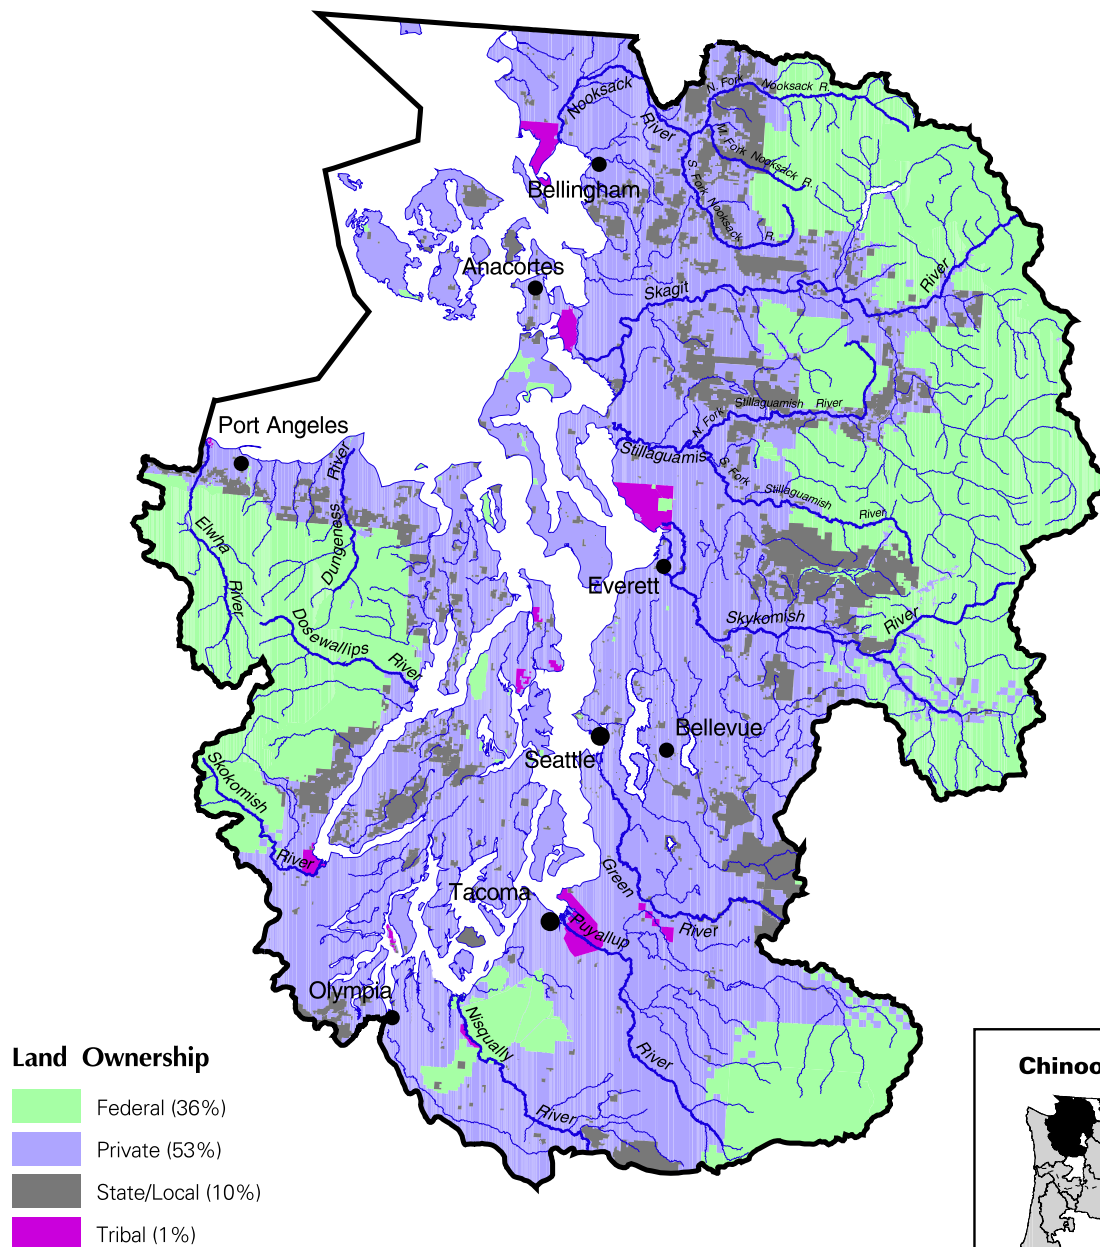 N. Fork Nooksack R.
Nooksack
River
M. Fork Nooksack R.
S. Fork Nooksack R.
Bellingham
Anacortes
Skagit
River
Port Angeles
N. Fork Stillaguamish River
Stillaguamis
S. Fork Stillaguamish River
Elwha
River
Dungeness River
Everett
Dosewallips
River
Skykomish
River
Bellevue
Seattle
Skokomish
River
Green
River
Tacoma
Puyallup
River
Olympia
Nisqually
River
Land Ownership
Federal (36%)
Private (53%)
State/Local (10%)
Tribal (1%)
Chinoo